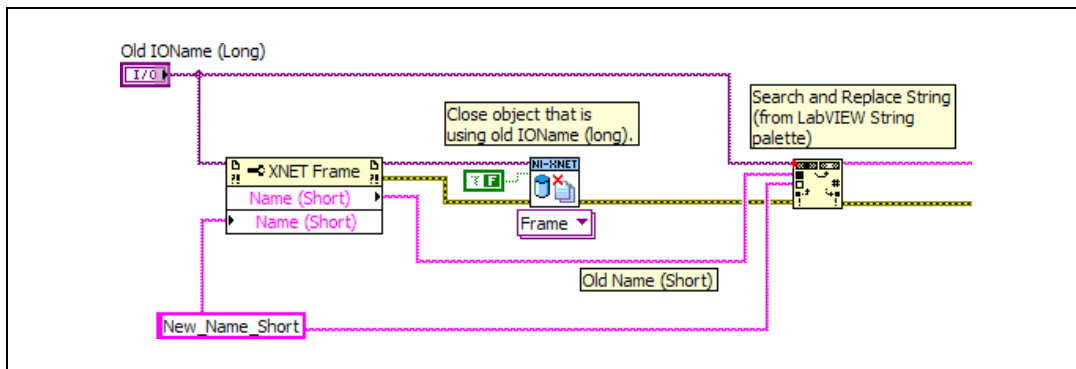 Old IOName (Long)
I/O
Close object that is
using old IOName (long).
Search and Replace String
(from LabVIEW String
palette)
XNET Frame
Name (Short)
Name (Short)
?!
?!
? F
NI-XNET
Frame
#
Old Name (Short)
New_Name_Short